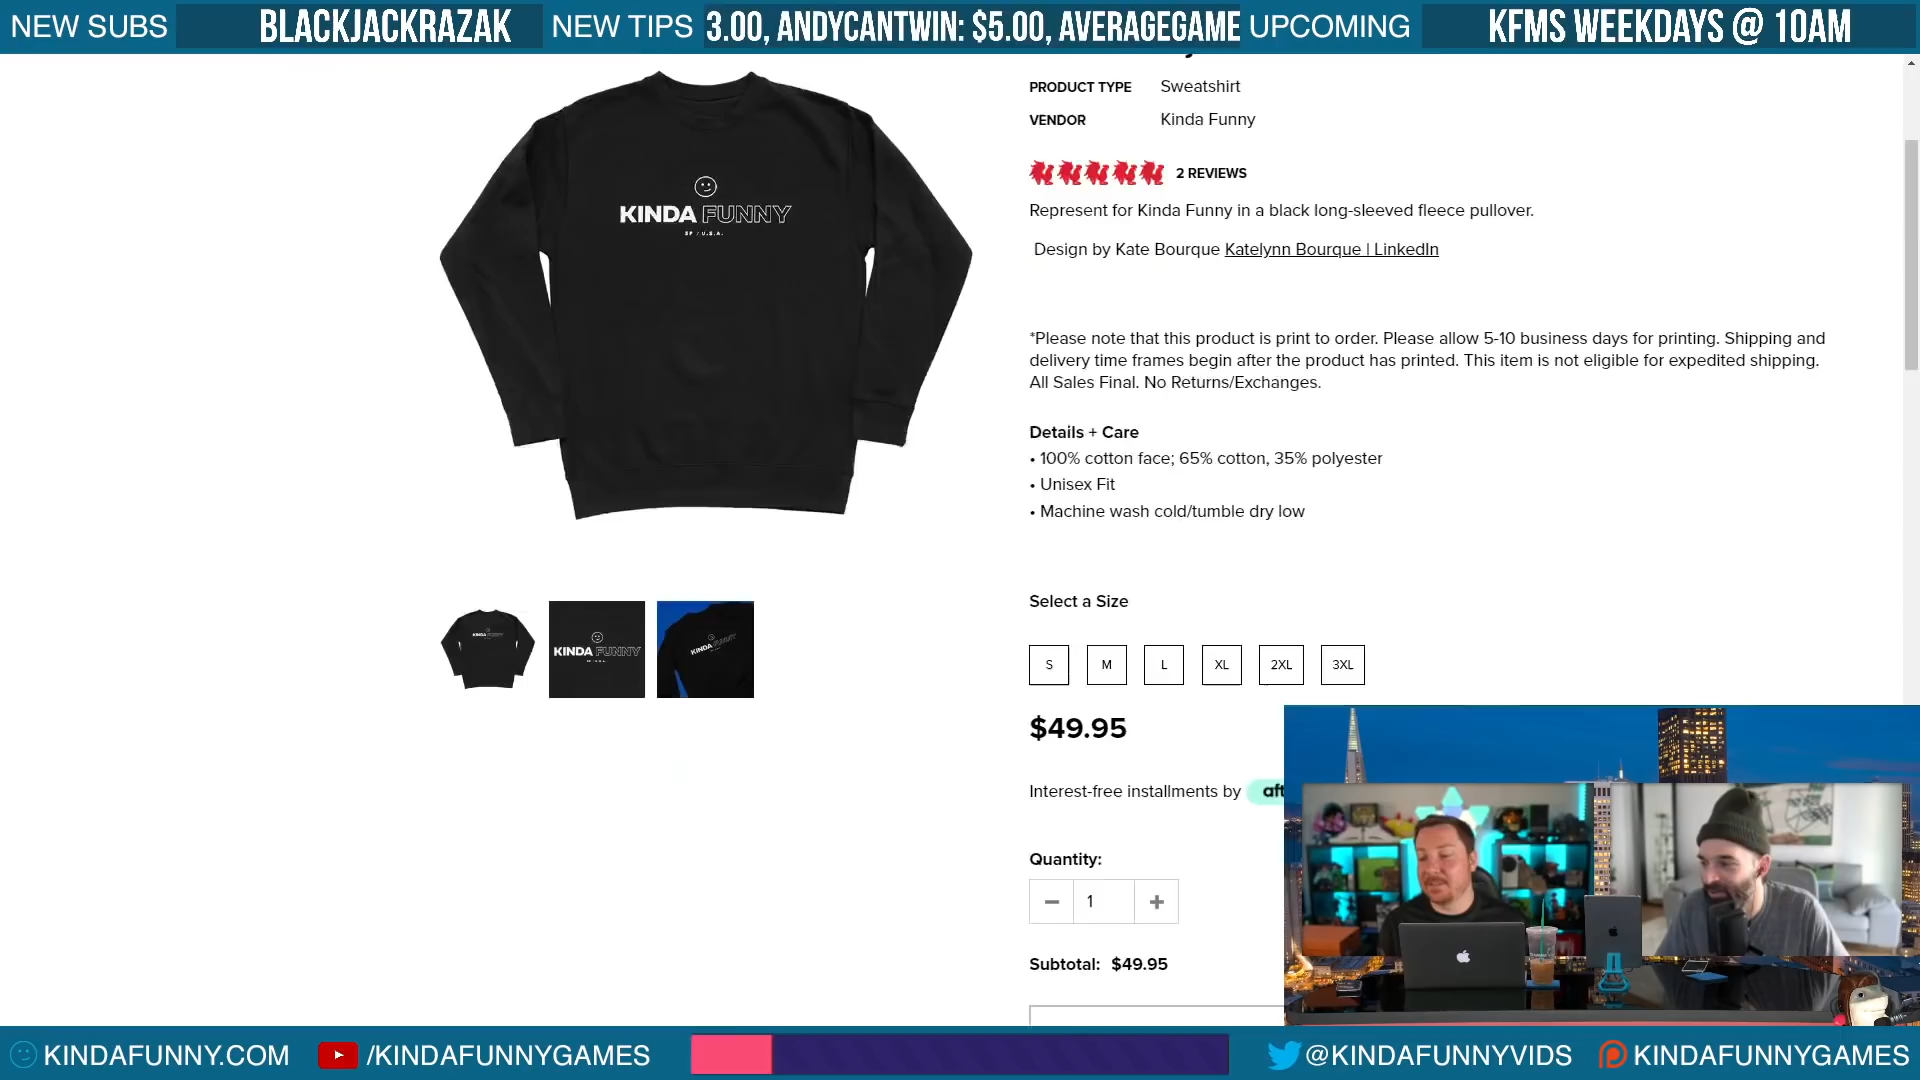 NEW SUBS BLACKJACKRAZAK NEW TIPS 3.00, ANDYCANTWIN: $5.00, AVERAGEGAME UPCOMING KFMS WEEKDAYS @ 10AM
PRODUCT TYPE Sweatshirt
VENDOR Kinda Funny
2 REVIEWS
Represent for Kinda Funny in a black long-sleeved fleece pullover.
Design by Kate Bourque Katelynn Bourque | LinkedIn
*Please note that this product is print to order. Please allow 5-10 business days for printing. Shipping and
delivery time frames begin after the product has printed. This item is not eligible for expedited shipping.
All Sales Final. No Returns/Exchanges.
Details + Care
• 100% cotton face; 65% cotton, 35% polyester
• Unisex Fit
• Machine wash cold/tumble dry low
Select a Size
S M L XL 2XL 3XL
$49.95
Interest-free installments by aft
Quantity:
− 1 +
Subtotal: $49.95
KINDA FUNNY
SF / U.S.A.
KINDA FUNNY
KINDA FUNNY
KINDA FUNNY
KINDAFUNNY.COM /KINDAFUNNYGAMES @KINDAFUNNYVIDS KINDAFUNNYGAMES